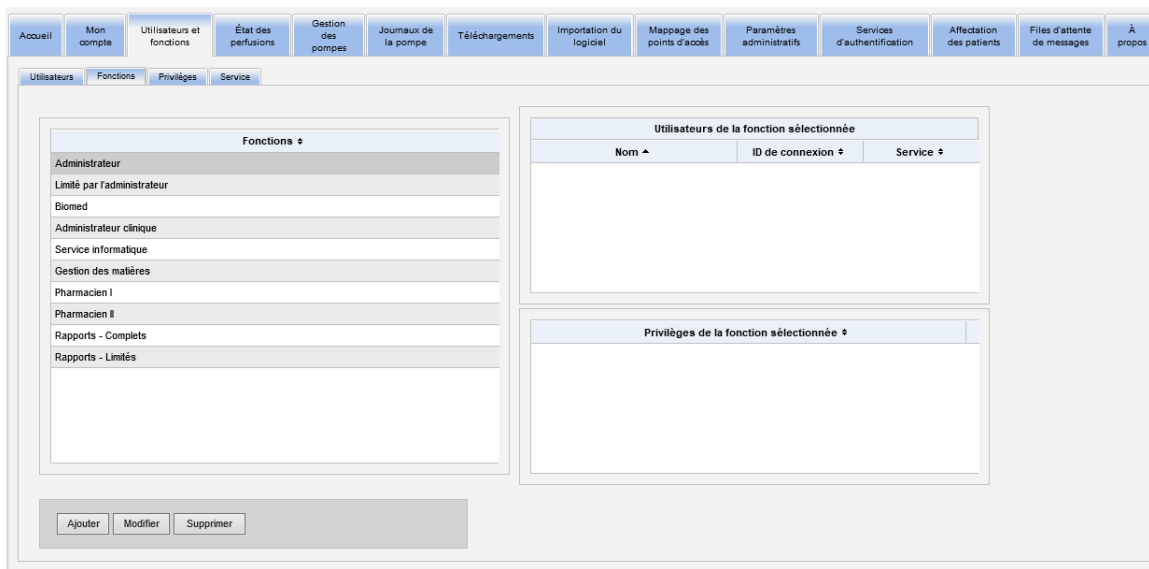 Accueil
Mon compte
Utilisateurs et fonctions
État des perfusions
Gestion des pompes
Journaux de la pompe
Téléchargements
Importation du logiciel
Mappage des points d'accès
Paramètres administratifs
Services d'authentification
Affectation des patients
Files d'attente de messages
À propos
Utilisateurs
Fonctions
Privilèges
Service
Fonctions
Administrateur
Limité par l'administrateur
Biomed
Administrateur clinique
Service informatique
Gestion des matières
Pharmacien I
Pharmacien II
Rapports - Complets
Rapports - Limités
Utilisateurs de la fonction sélectionnée
Nom
ID de connexion
Service
Privilèges de la fonction sélectionnée
Ajouter
Modifier
Supprimer